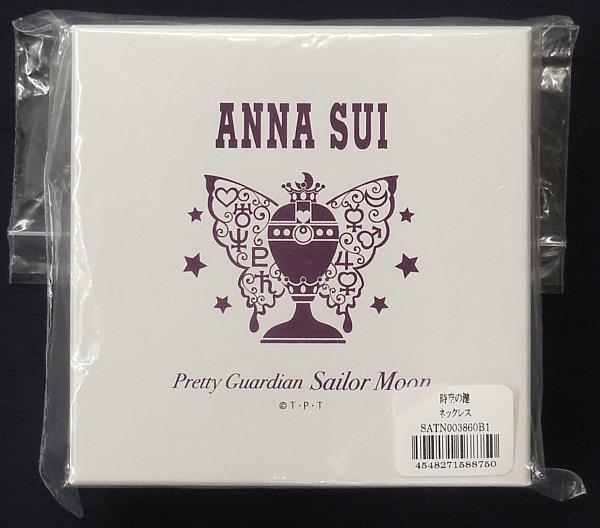 ANNA SUI
Pretty Guardian Sailor Moon
©T・P・T
時空の鍵
ネックレス
SATN003860B1
4548271588750